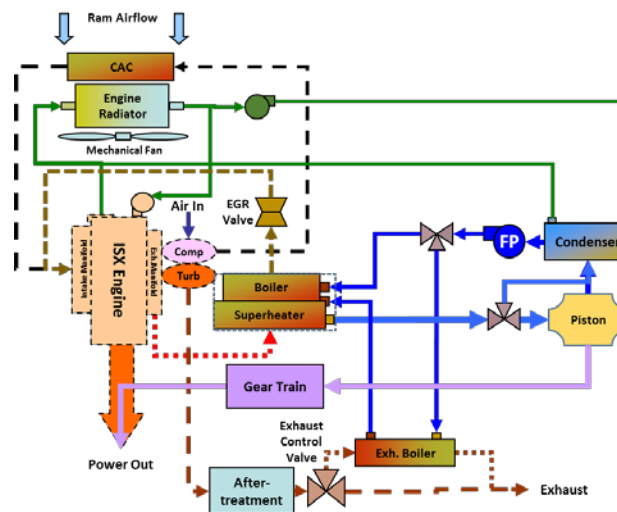 Ram Airflow
CAC
Engine
Radiator
Mechanical Fan
EGR
Valve
Air In
Intake Manifold
ISX Engine
Exh. Manifold
Comp
Turb
Boiler
Superheater
FP
Condenser
Piston
Gear Train
Power Out
Exhaust
Control
Valve
Exh. Boiler
After-
treatment
Exhaust